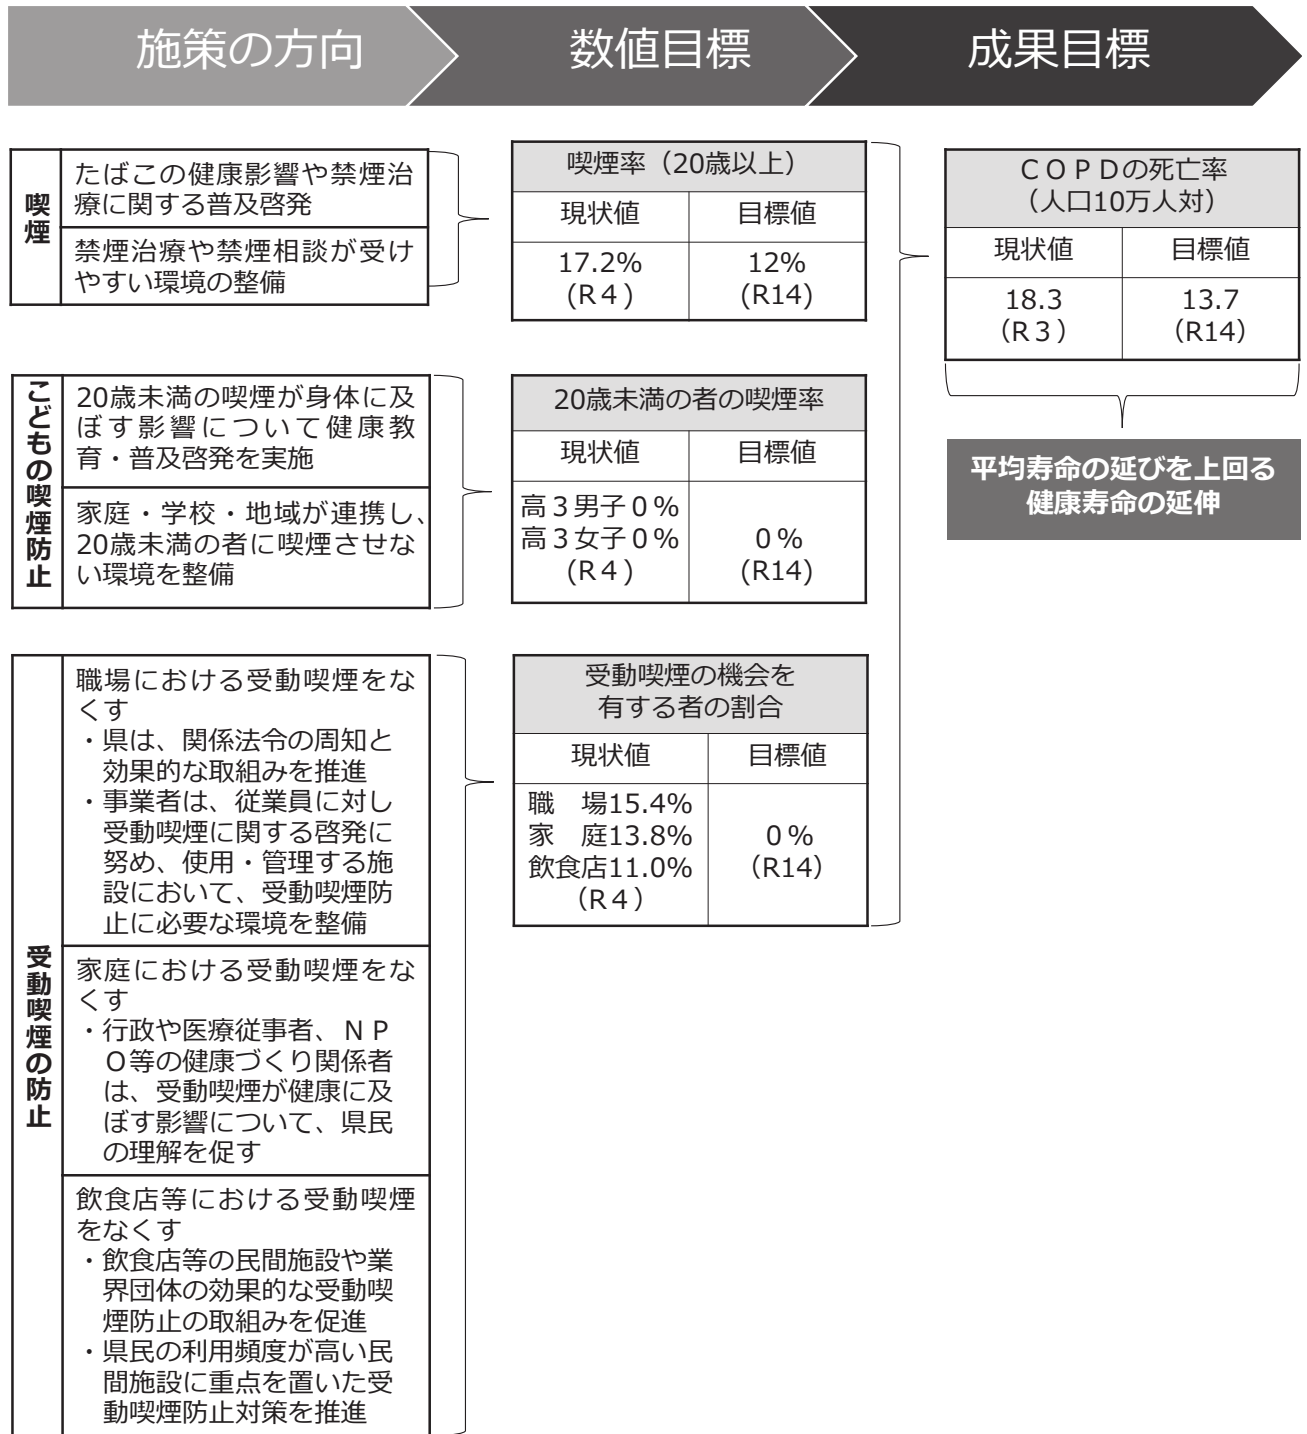 施策の方向
数値目標
成果目標
喫煙
たばこの健康影響や禁煙治
療に関する普及啓発
禁煙治療や禁煙相談が受け
やすい環境の整備
喫煙率（20歳以上）
現状値
目標値
17.2%
(R４)
12%
(R14)
ＣＯＰＤの死亡率
（人口10万人対）
現状値
目標値
18.3
（R３）
13.7
（R14）
平均寿命の延びを上回る
健康寿命の延伸
こどもの喫煙防止
20歳未満の喫煙が身体に及
ぼす影響について健康教
育・普及啓発を実施
家庭・学校・地域が連携し、
20歳未満の者に喫煙させな
い環境を整備
20歳未満の者の喫煙率
現状値
目標値
高３男子０%
高３女子０%
(R４)
０%
(R14)
受動喫煙の防止
職場における受動喫煙をな
くす
・県は、関係法令の周知と
効果的な取組みを推進
・事業者は、従業員に対し
受動喫煙に関する啓発に
努め、使用・管理する施
設において、受動喫煙防
止に必要な環境を整備
家庭における受動喫煙をな
くす
・行政や医療従事者、ＮＰ
Ｏ等の健康づくり関係者
は、受動喫煙が健康に及
ぼす影響について、県民
の理解を促す
飲食店等における受動喫煙
をなくす
・飲食店等の民間施設や業
界団体の効果的な受動喫
煙防止の取組みを促進
・県民の利用頻度が高い民
間施設に重点を置いた受
動喫煙防止対策を推進
受動喫煙の機会を
有する者の割合
現状値
目標値
職　場15.4%
家　庭13.8%
飲食店11.0%
（R４）
０%
（R14）